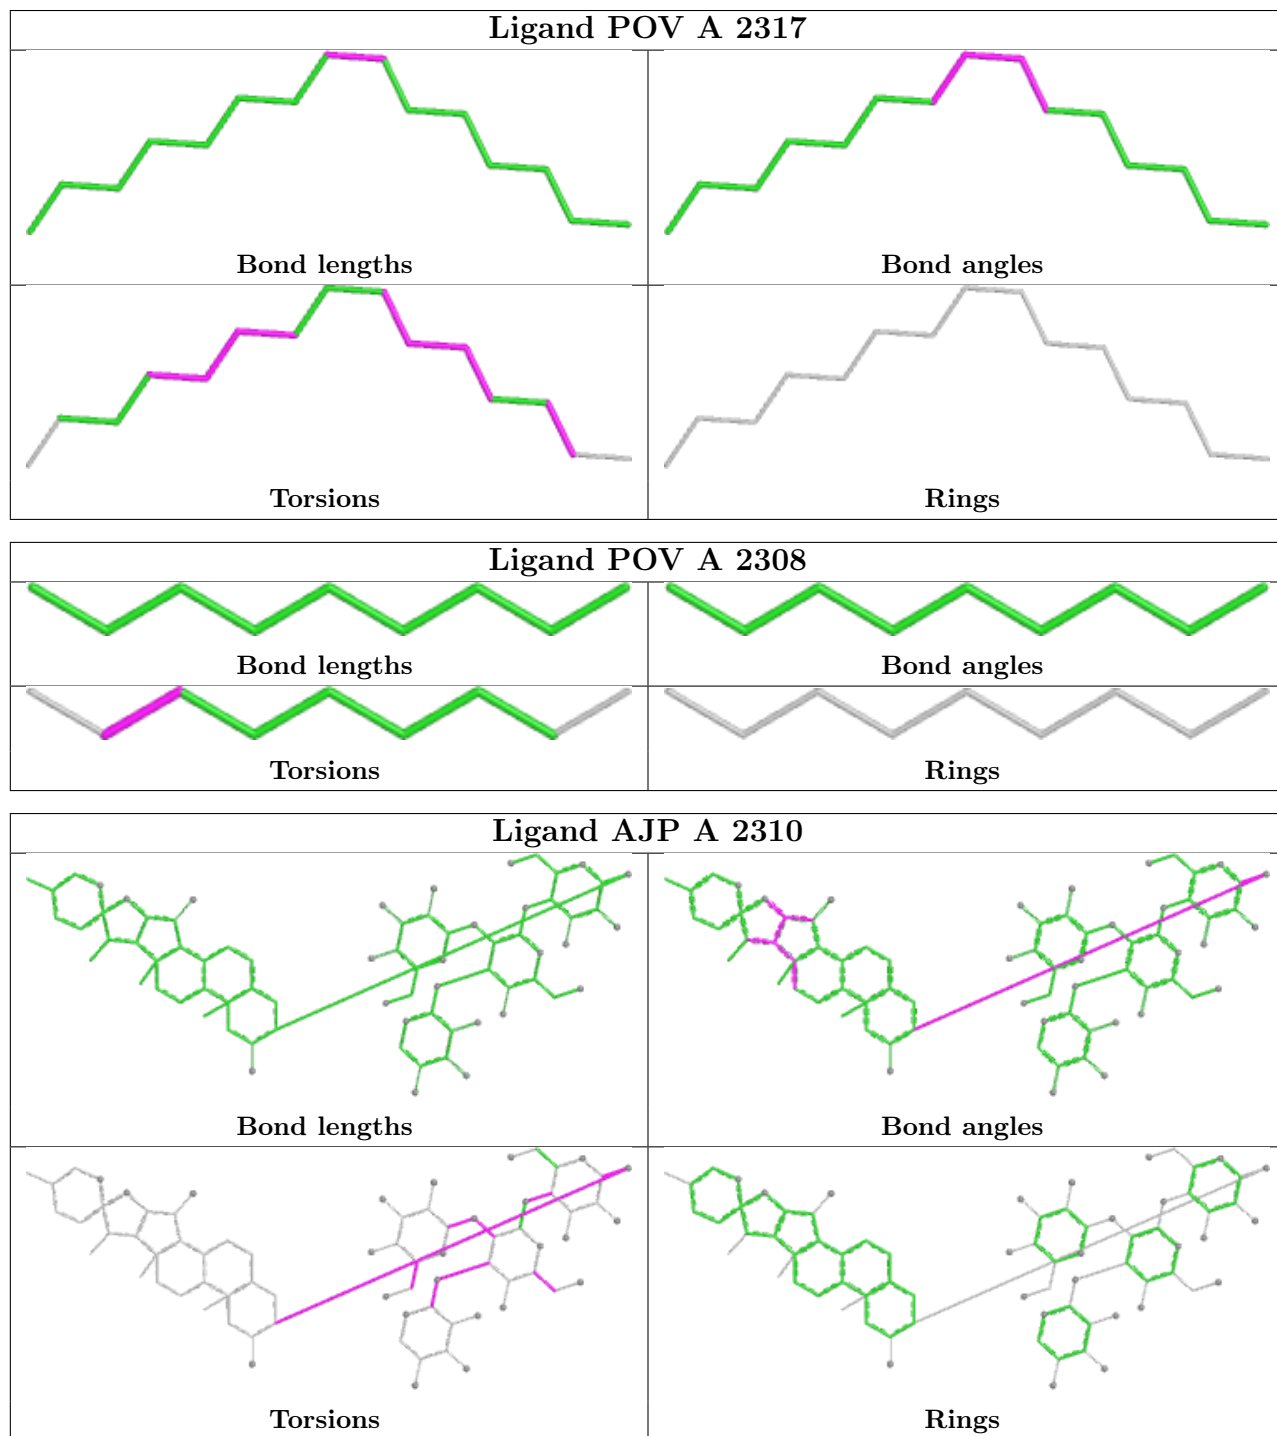 Ligand POV A 2317
Bond lengths
Bond angles
Torsions
Rings
Ligand POV A 2308
Bond lengths
Bond angles
Torsions
Rings
Ligand AJP A 2310
Bond lengths
Bond angles
Torsions
Rings